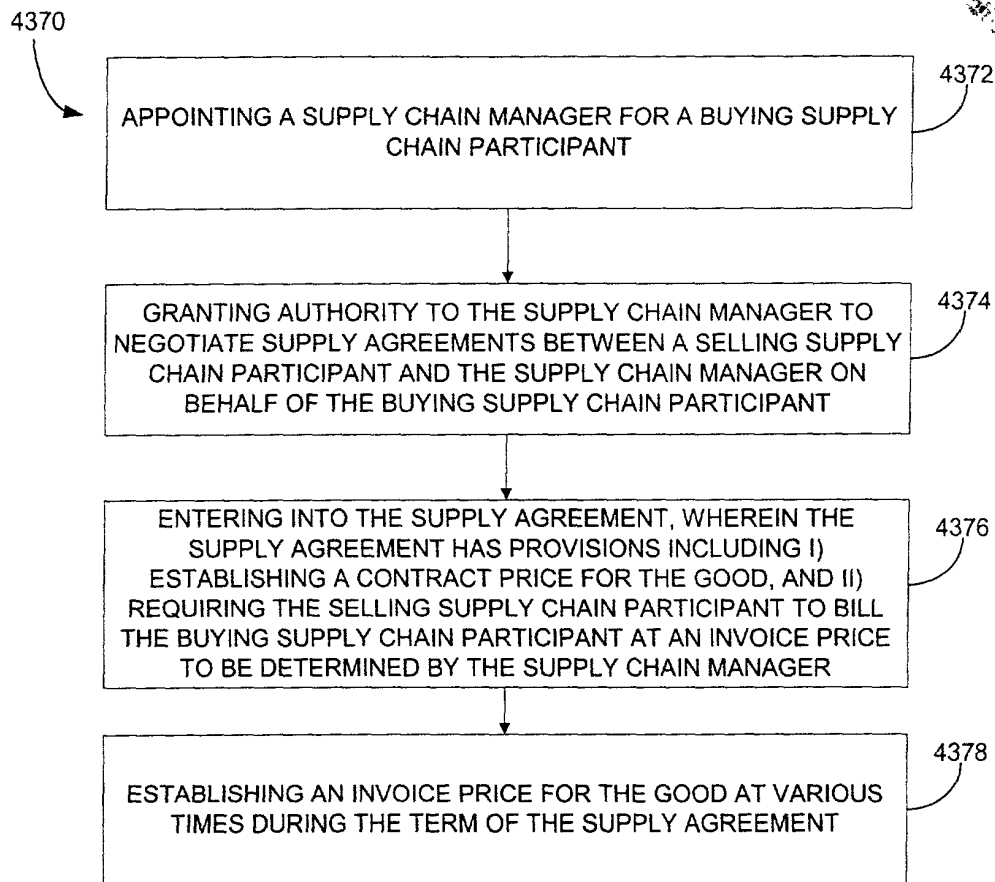 4370
4372
APPOINTING A SUPPLY CHAIN MANAGER FOR A BUYING SUPPLY
CHAIN PARTICIPANT
4374
GRANTING AUTHORITY TO THE SUPPLY CHAIN MANAGER TO
NEGOTIATE SUPPLY AGREEMENTS BETWEEN A SELLING SUPPLY
CHAIN PARTICIPANT AND THE SUPPLY CHAIN MANAGER ON
BEHALF OF THE BUYING SUPPLY CHAIN PARTICIPANT
4376
ENTERING INTO THE SUPPLY AGREEMENT, WHEREIN THE
SUPPLY AGREEMENT HAS PROVISIONS INCLUDING I)
ESTABLISHING A CONTRACT PRICE FOR THE GOOD, AND II)
REQUIRING THE SELLING SUPPLY CHAIN PARTICIPANT TO BILL
THE BUYING SUPPLY CHAIN PARTICIPANT AT AN INVOICE PRICE
TO BE DETERMINED BY THE SUPPLY CHAIN MANAGER
4378
ESTABLISHING AN INVOICE PRICE FOR THE GOOD AT VARIOUS
TIMES DURING THE TERM OF THE SUPPLY AGREEMENT